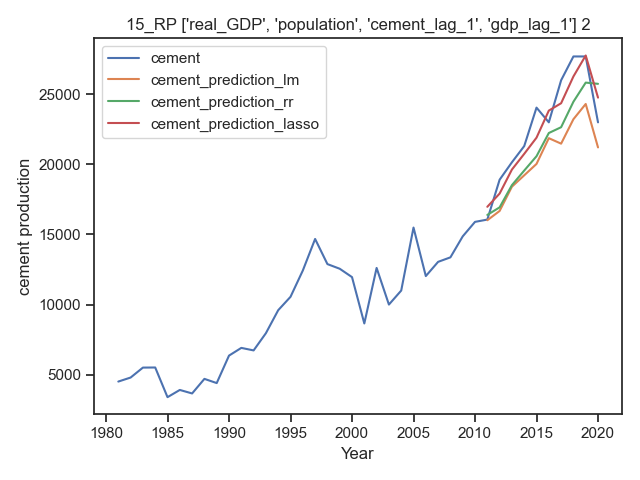 15_RP ['real_GDP', 'population', 'cement_lag_1', 'gdp_lag_1'] 2
cement
cement_prediction_lm
cement_prediction_rr
cement_prediction_lasso
cement production
25000
20000
15000
10000
5000
1980 1985 1990 1995 2000 2005 2010 2015 2020
Year